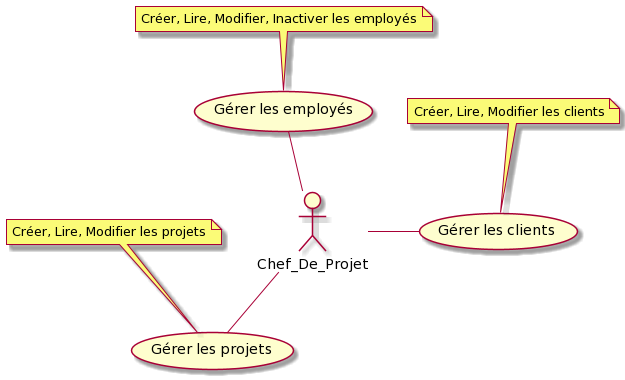 Créer, Lire, Modifier, Inactiver les employés
Gérer les employés
Créer, Lire, Modifier les clients
Gérer les clients
Créer, Lire, Modifier les projets
Chef_De_Projet
Gérer les projets